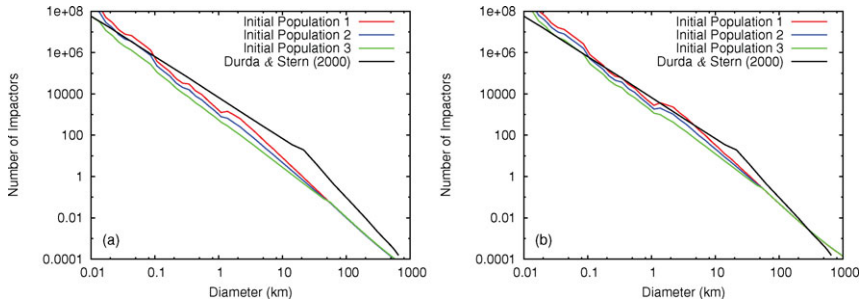 1e+08
1e+06
10000
100
1
0.01
0.0001
Number of Impactors
Initial Population 1
Initial Population 2
Initial Population 3
Durda & Stern (2000)
(a)
0.01 0.1 1 10 100 1000
Diameter (km)
1e+08
1e+06
10000
100
1
0.01
0.0001
Number of Impactors
Initial Population 1
Initial Population 2
Initial Population 3
Durda & Stern (2000)
(b)
0.01 0.1 1 10 100 1000
Diameter (km)